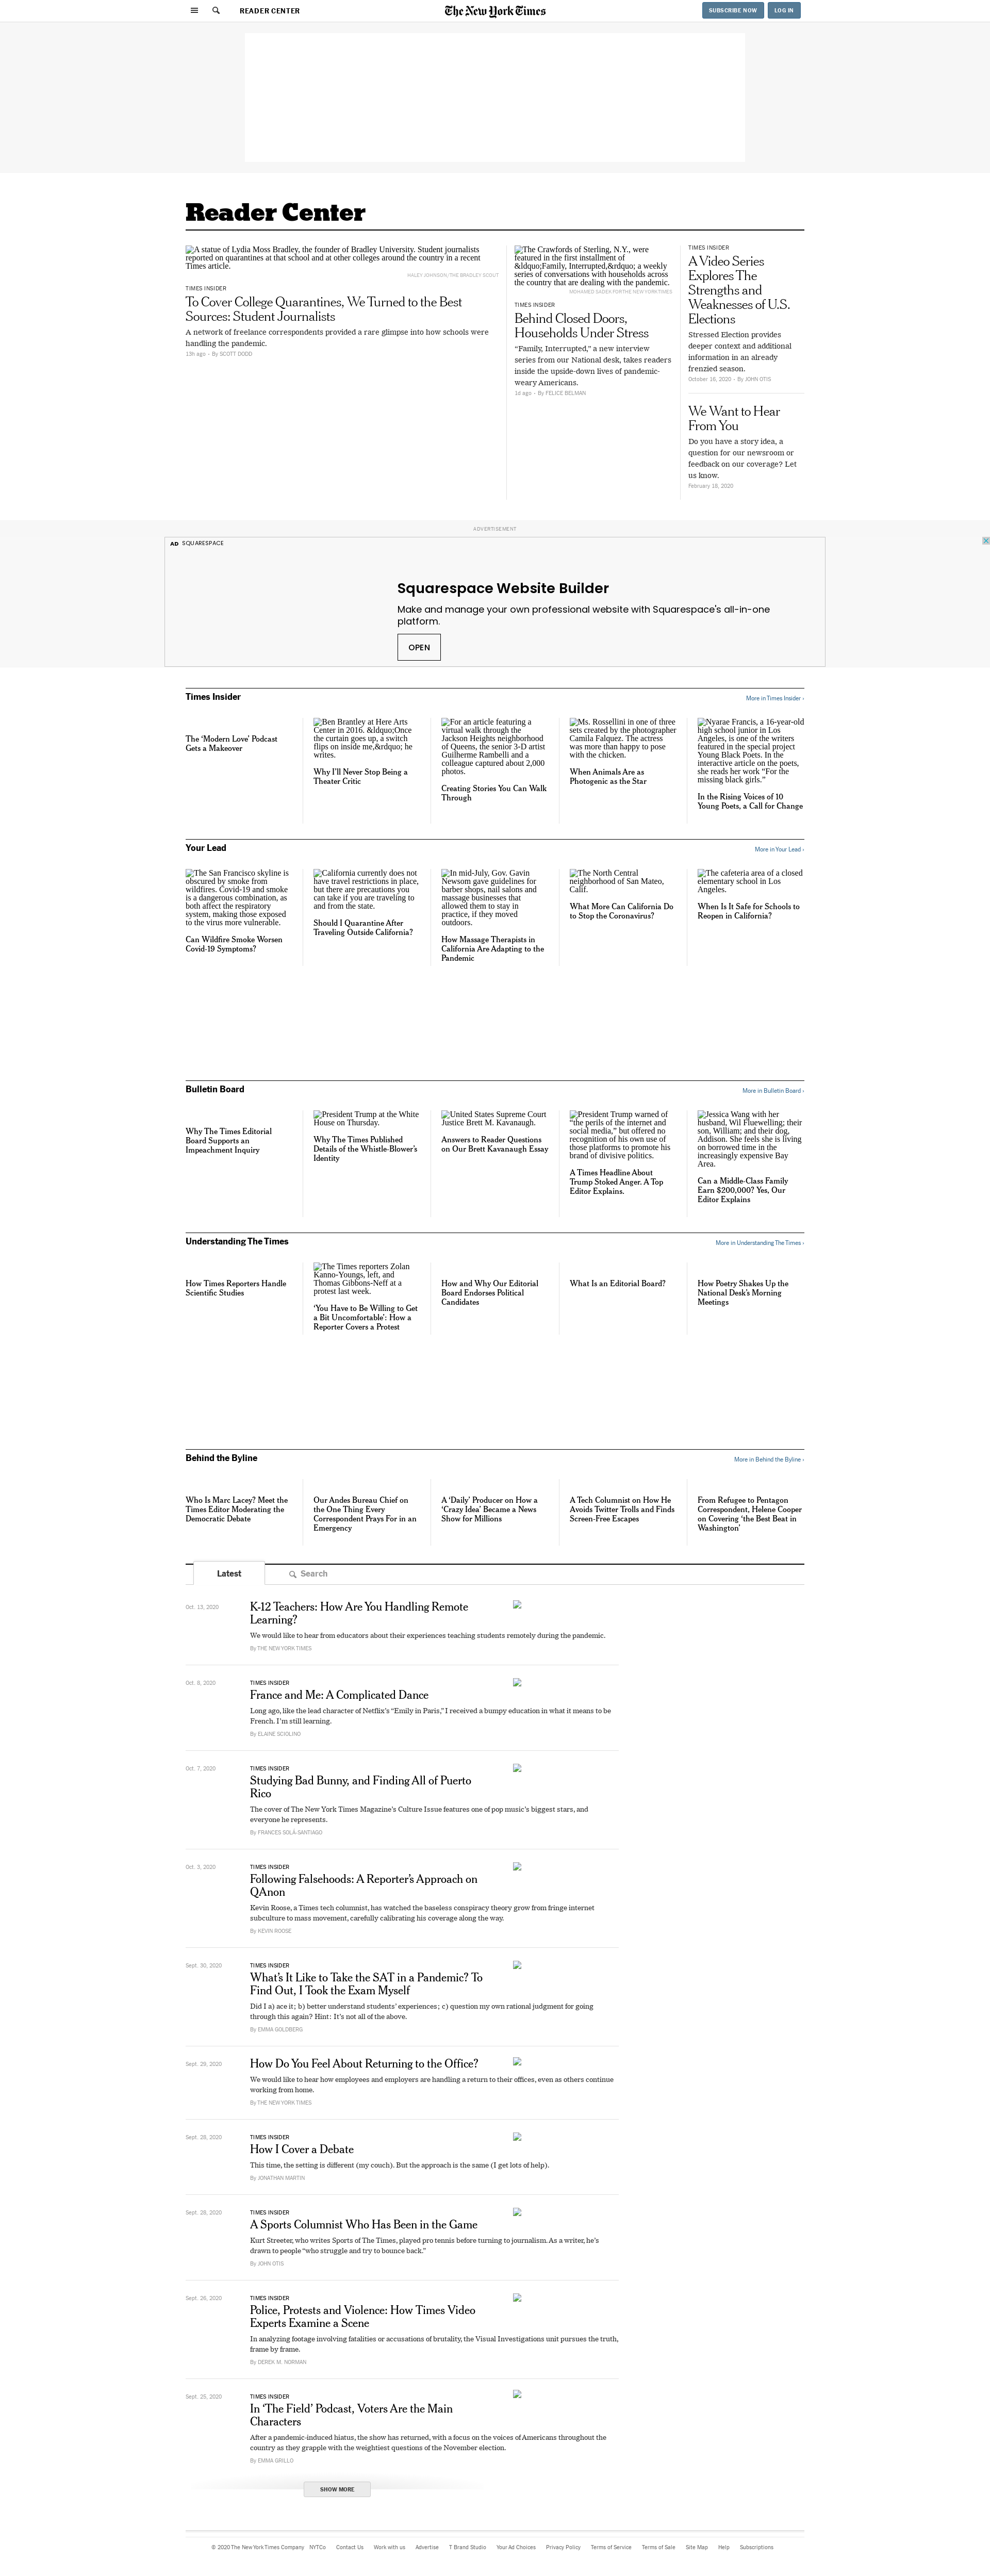 READER CENTER
The New York Times
SUBSCRIBE NOW
LOG IN
Reader Center
A statue of Lydia Moss Bradley, the founder of Bradley University. Student journalists
reported on quarantines at that school and at other colleges around the country in a recent
Times article.
HALEY JOHNSON/THE BRADLEY SCOUT
TIMES INSIDER
To Cover College Quarantines, We Turned to the Best
Sources: Student Journalists
A network of freelance correspondents provided a rare glimpse into how schools were
handling the pandemic.
13h ago - By SCOTT DODD
The Crawfords of Sterling, N.Y., were
featured in the first installment of
&ldquo;Family, Interrupted,&rdquo; a weekly
series of conversations with households across
the country that are dealing with the pandemic.
MOHAMED SADEK FOR THE NEW YORK TIMES
TIMES INSIDER
Behind Closed Doors,
Households Under Stress
“Family, Interrupted,” a new interview
series from our National desk, takes readers
inside the upside-down lives of pandemic-
weary Americans.
1d ago - By FELICE BELMAN
TIMES INSIDER
A Video Series
Explores The
Strengths and
Weaknesses of U.S.
Elections
Stressed Election provides
deeper context and additional
information in an already
frenzied season.
October 16, 2020 - By JOHN OTIS
We Want to Hear
From You
Do you have a story idea, a
question for our newsroom or
feedback on our coverage? Let
us know.
February 19, 2020
ADVERTISEMENT
AD SQUARESPACE
Squarespace Website Builder
Make and manage your own professional website with Squarespace's all-in-one
platform.
OPEN
Times Insider
More in Times Insider ›
The ‘Modern Love’ Podcast
Gets a Makeover
Ben Brantley at Here Arts
Center in 2016. &ldquo;Once
the curtain goes up, a switch
flips on inside me,&rdquo; he
writes.
Why I’ll Never Stop Being a
Theater Critic
For an article featuring a
virtual walk through the
Jackson Heights neighborhood
of Queens, the senior 3-D artist
Guilherme Rambelli and a
colleague captured about 2,000
photos.
Creating Stories You Can Walk
Through
Ms. Rossellini in one of three
sets created by the photographer
Camila Falquez. The actress
was more than happy to pose
with the chicken.
When Animals Are as
Photogenic as the Star
Nyarae Francis, a 16-year-old
high school junior in Los
Angeles, is one of the writers
featured in the special project
Young Black Poets. In the
interactive article on the poets,
she reads her work “For the
missing black girls.”
In the Rising Voices of 10
Young Poets, a Call for Change
Your Lead
More in Your Lead ›
The San Francisco skyline is
obscured by smoke from
wildfires. Covid-19 and smoke
is a dangerous combination, as
both affect the respiratory
system, making those exposed
to the virus more vulnerable.
Can Wildfire Smoke Worsen
Covid-19 Symptoms?
California currently does not
have travel restrictions in place,
but there are precautions you
can take if you are traveling to
and from the state.
Should I Quarantine After
Traveling Outside California?
In mid-July, Gov. Gavin
Newsom gave guidelines for
barber shops, nail salons and
massage businesses that
allowed them to stay in
practice, if they moved
outdoors.
How Massage Therapists in
California Are Adapting to the
Pandemic
The North Central
neighborhood of San Mateo,
Calif.
What More Can California Do
to Stop the Coronavirus?
The cafeteria area of a closed
elementary school in Los
Angeles.
When Is It Safe for Schools to
Reopen in California?
Bulletin Board
More in Bulletin Board ›
Why The Times Editorial
Board Supports an
Impeachment Inquiry
President Trump at the White
House on Thursday.
Why The Times Published
Details of the Whistle-Blower’s
Identity
United States Supreme Court
Justice Brett M. Kavanaugh.
Answers to Reader Questions
on Our Brett Kavanaugh Essay
President Trump warned of
“the perils of the internet and
social media,” but offered no
recognition of his own use of
those platforms to promote his
brand of divisive politics.
A Times Headline About
Trump Stoked Anger. A Top
Editor Explains.
Jessica Wang with her
husband, Wil Fluewelling; their
son, William; and their dog,
Addison. She feels she is living
on borrowed time in the
increasingly expensive Bay
Area.
Can a Middle-Class Family
Earn $200,000? Yes, Our
Editor Explains
Understanding The Times
More in Understanding The Times ›
How Times Reporters Handle
Scientific Studies
The Times reporters Zolan
Kanno-Youngs, left, and
Thomas Gibbons-Neff at a
protest last week.
‘You Have to Be Willing to Get
a Bit Uncomfortable’: How a
Reporter Covers a Protest
How and Why Our Editorial
Board Endorses Political
Candidates
What Is an Editorial Board?
How Poetry Shakes Up the
National Desk’s Morning
Meetings
Behind the Byline
More in Behind the Byline ›
Who Is Marc Lacey? Meet the
Times Editor Moderating the
Democratic Debate
Our Andes Bureau Chief on
the One Thing Every
Correspondent Prays For in an
Emergency
A ‘Daily’ Producer on How a
‘Crazy Idea’ Became a News
Show for Millions
A Tech Columnist on How He
Avoids Twitter Trolls and Finds
Screen-Free Escapes
From Refugee to Pentagon
Correspondent, Helene Cooper
on Covering ‘the Best Beat in
Washington’
Latest
Search
Oct. 13, 2020
K-12 Teachers: How Are You Handling Remote
Learning?
We would like to hear from educators about their experiences teaching students remotely during the pandemic.
By THE NEW YORK TIMES
Oct. 8, 2020
TIMES INSIDER
France and Me: A Complicated Dance
Long ago, like the lead character of Netflix’s “Emily in Paris,” I received a bumpy education in what it means to be
French. I’m still learning.
By ELAINE SCIOLINO
Oct. 7, 2020
TIMES INSIDER
Studying Bad Bunny, and Finding All of Puerto
Rico
The cover of The New York Times Magazine’s Culture Issue features one of pop music’s biggest stars, and
everyone he represents.
By FRANCES SOLÁ-SANTIAGO
Oct. 3, 2020
TIMES INSIDER
Following Falsehoods: A Reporter’s Approach on
QAnon
Kevin Roose, a Times tech columnist, has watched the baseless conspiracy theory grow from fringe internet
subculture to mass movement, carefully calibrating his coverage along the way.
By KEVIN ROOSE
Sept. 30, 2020
TIMES INSIDER
What’s It Like to Take the SAT in a Pandemic? To
Find Out, I Took the Exam Myself
Did I a) ace it; b) better understand students’ experiences; c) question my own rational judgment for going
through this again? Hint: It’s not all of the above.
By EMMA GOLDBERG
Sept. 29, 2020
How Do You Feel About Returning to the Office?
We would like to hear how employees and employers are handling a return to their offices, even as others continue
working from home.
By THE NEW YORK TIMES
Sept. 28, 2020
TIMES INSIDER
How I Cover a Debate
This time, the setting is different (my couch). But the approach is the same (I get lots of help).
By JONATHAN MARTIN
Sept. 28, 2020
TIMES INSIDER
A Sports Columnist Who Has Been in the Game
Kurt Streeter, who writes Sports of The Times, played pro tennis before turning to journalism. As a writer, he’s
drawn to people “who struggle and try to bounce back.”
By JOHN OTIS
Sept. 26, 2020
TIMES INSIDER
Police, Protests and Violence: How Times Video
Experts Examine a Scene
In analyzing footage involving fatalities or accusations of brutality, the Visual Investigations unit pursues the truth,
frame by frame.
By DEREK M. NORMAN
Sept. 25, 2020
TIMES INSIDER
In ‘The Field’ Podcast, Voters Are the Main
Characters
After a pandemic-induced hiatus, the show has returned, with a focus on the voices of Americans throughout the
country as they grapple with the weightiest questions of the November election.
By EMMA GRILLO
SHOW MORE
© 2020 The New York Times Company NYTCo Contact Us Work with us Advertise T Brand Studio Your Ad Choices Privacy Policy Terms of Service Terms of Sale Site Map Help Subscriptions